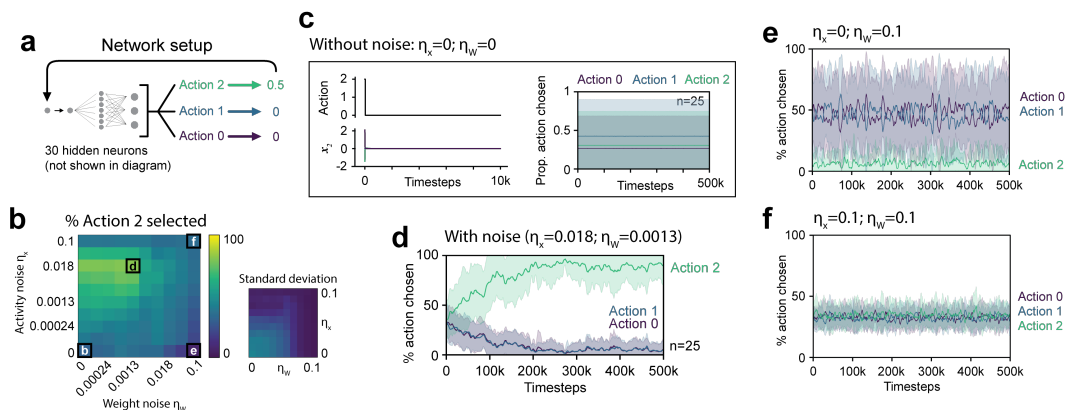 a
Network setup
Action 2
0.5
Action 1
0
Action 0
0
30 hidden neurons
(not shown in diagram)
b
% Action 2 selected
Activity noise ηx
0.1
0.018
0.0013
0.00024
0
f
d
b
e
100
0
0
0.00024
0.0013
0.018
0.1
Weight noise ηw
Standard deviation
0.1
ηx
0
0
ηw
0.1
c
Without noise: ηx=0; ηw=0
Action
2
1
0
x2
2
0
-2
0
10k
Timesteps
Action 0 Action 1 Action 2
n=25
Prop. action chosen
1
0.5
0
0
500k
Timesteps
d
With noise (ηx=0.018; ηw=0.0013)
% action chosen
100
50
0
Action 2
Action 1
Action 0
n=25
0 100k 200k 300k 400k 500k
Timesteps
e
ηx=0; ηw=0.1
% action chosen
100
50
0
Action 0
Action 1
Action 2
0 100k 200k 300k 400k 500k
Timesteps
f
ηx=0.1; ηw=0.1
% action chosen
100
50
0
Action 0
Action 1
Action 2
0 100k 200k 300k 400k 500k
Timesteps